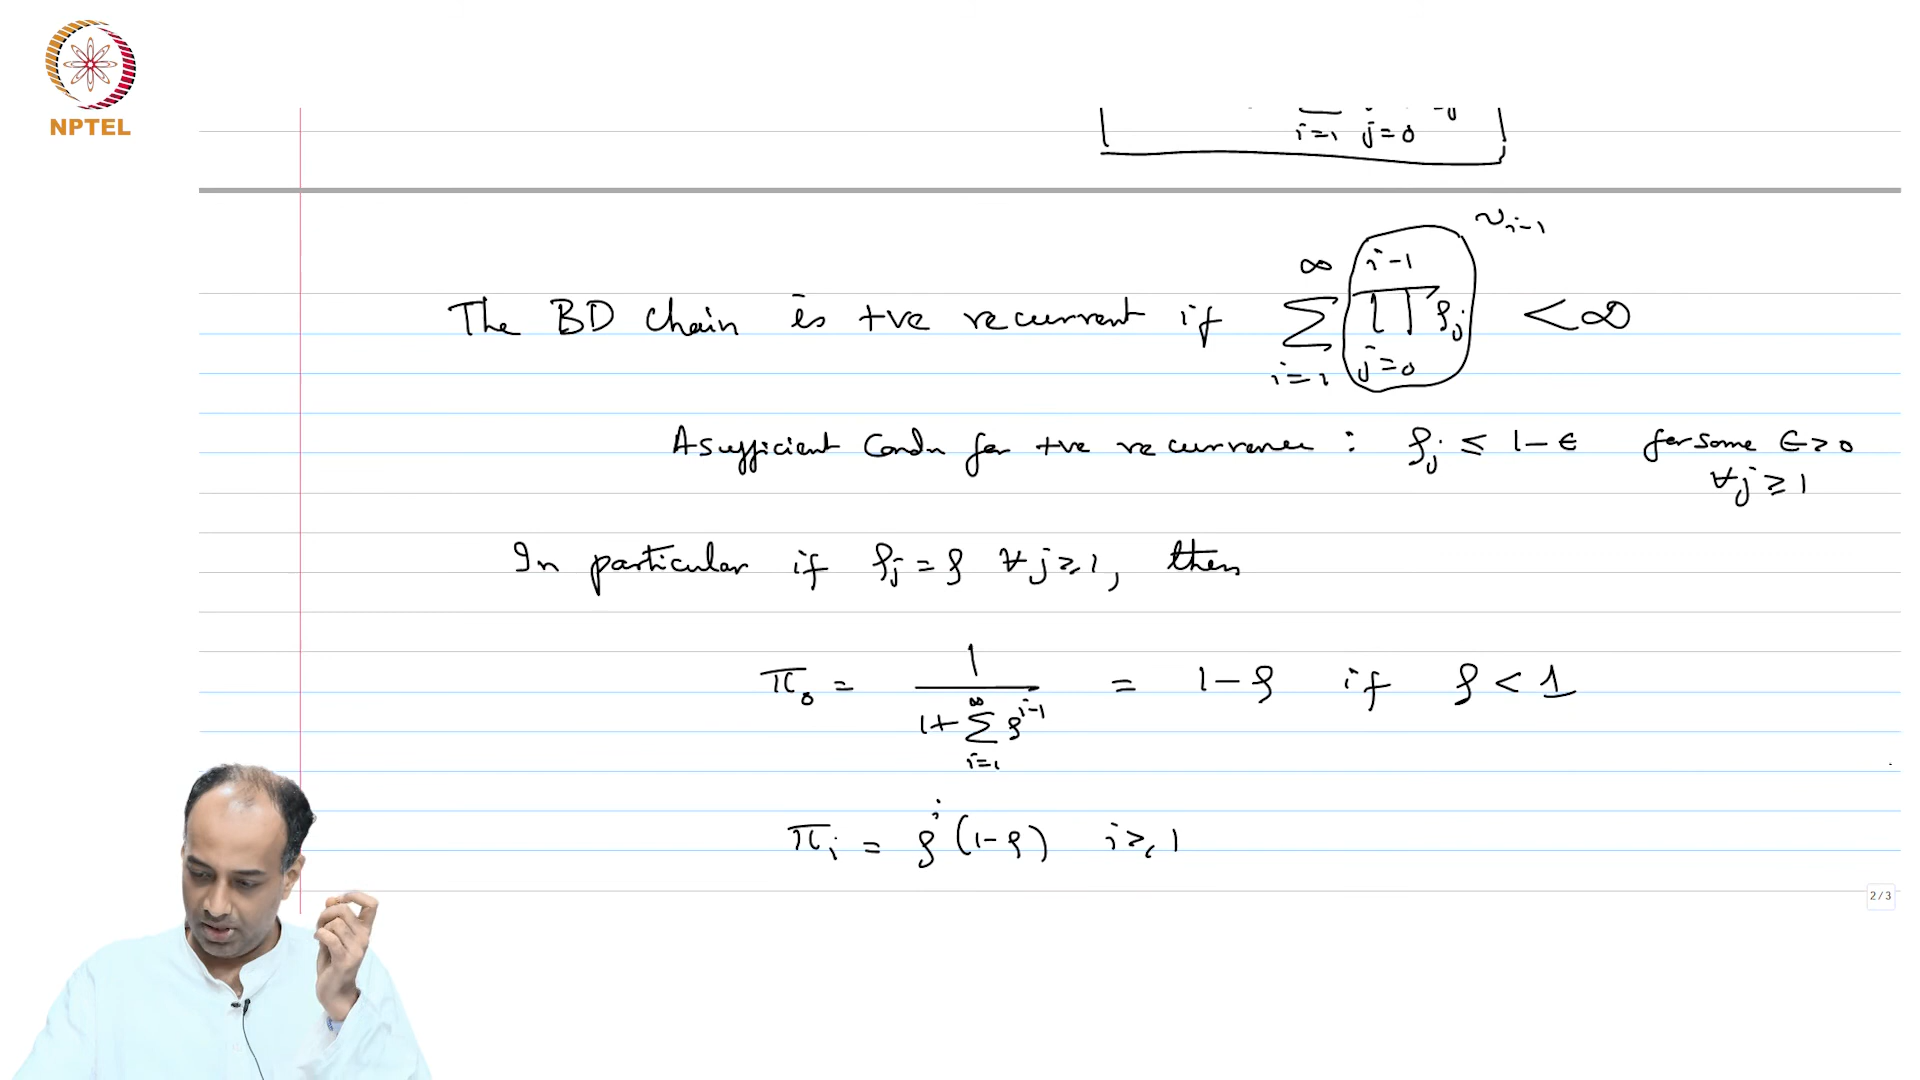 NPTEL
i=1 j=0
The BD chain is +ve recurrent if ∑_{i=1}^{∞} ∏_{j=0}^{i-1} ρ_j < ∞ ν_{i-1}
A sufficient Condn for +ve recurrence : ρ_j ≤ 1-ϵ for some ϵ>0
∀j ≥ 1
In particular if ρ_j = ρ ∀j≥1, then
π_0 = 1 / (1+∑_{i=1}^{∞} ρ^{i-1}) = 1-ρ if ρ < 1
π_i = ρ^i (1-ρ) i≥1
2/3